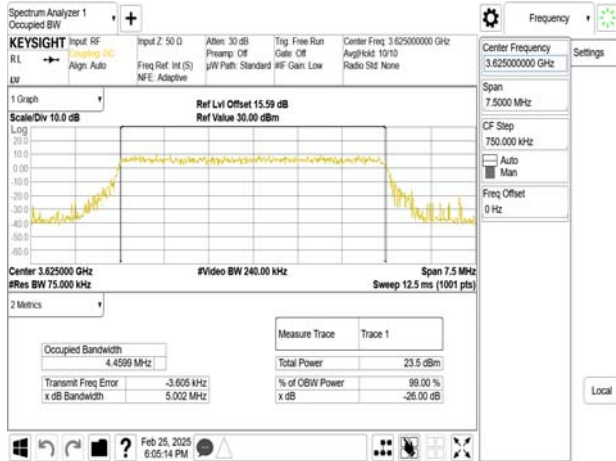 Spectrum Analyzer 1
Occupied BW
Frequency
KEYSIGHT
Input: RF
Coupling: DC
Align: Auto
Input Z: 50 Ω
Freq Ref: Int (S)
NFE: Adaptive
Atten: 30 dB
Preamp: Off
µW Path: Standard
Trig: Free Run
Gate: Off
#IF Gain: Low
Center Freq: 3.625000000 GHz
Avg|Hold: 10/10
Radio Std: None
RL
LV
Center Frequency
3.625000000 GHz
Settings
Span
7.5000 MHz
CF Step
750.000 kHz
Auto
Man
Freq Offset
0 Hz
Local
1 Graph
Scale/Div 10.0 dB
Ref Lvl Offset 15.59 dB
Ref Value 30.00 dBm
Log
20.0
10.0
0.00
-10.0
-20.0
-30.0
-40.0
-50.0
-60.0
Center 3.625000 GHz
#Video BW 240.00 kHz
Span 7.5 MHz
#Res BW 75.000 kHz
Sweep 12.5 ms (1001 pts)
2 Metrics
Measure Trace Trace 1
Occupied Bandwidth
4.4599 MHz
Total Power 23.5 dBm
Transmit Freq Error -3.605 kHz
% of OBW Power 99.00 %
x dB Bandwidth 5.002 MHz
x dB -26.00 dB
Feb 25, 2025
6:05:14 PM